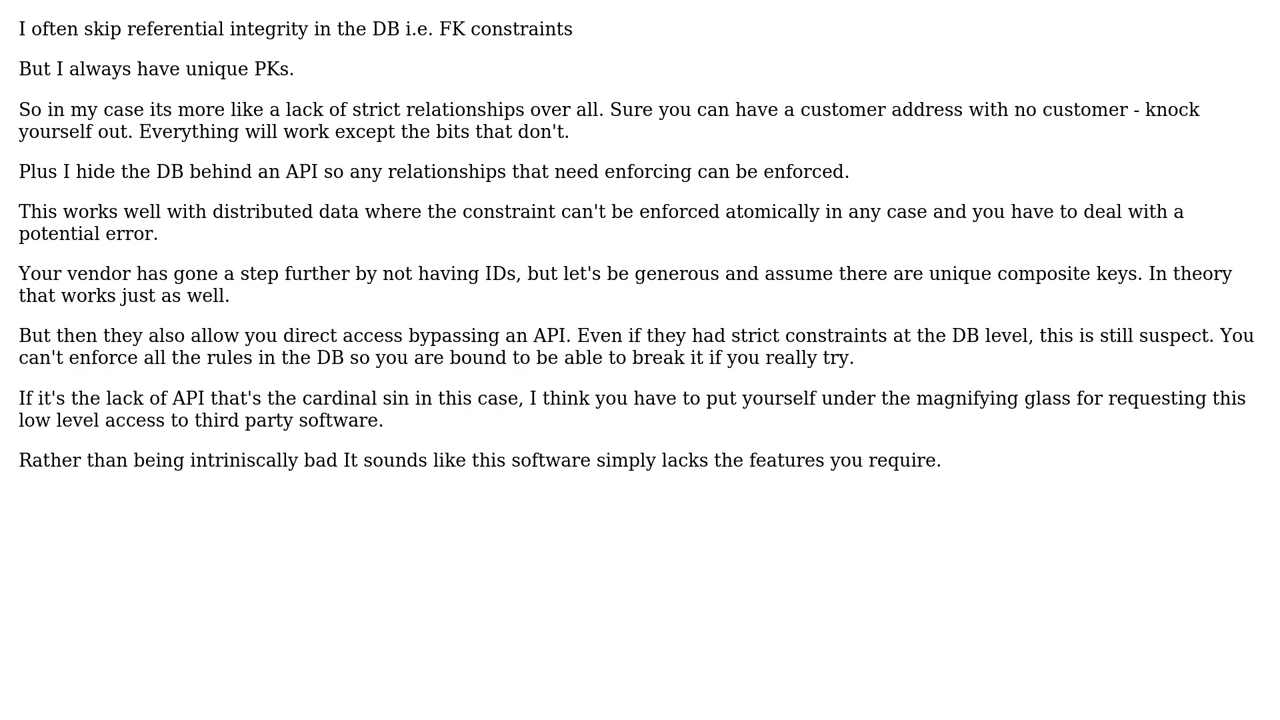 I often skip referential integrity in the DB i.e. FK constraints
But I always have unique PKs.
So in my case its more like a lack of strict relationships over all. Sure you can have a customer address with no customer - knock
yourself out. Everything will work except the bits that don't.
Plus I hide the DB behind an API so any relationships that need enforcing can be enforced.
This works well with distributed data where the constraint can't be enforced atomically in any case and you have to deal with a
potential error.
Your vendor has gone a step further by not having IDs, but let's be generous and assume there are unique composite keys. In theory
that works just as well.
But then they also allow you direct access bypassing an API. Even if they had strict constraints at the DB level, this is still suspect. You
can't enforce all the rules in the DB so you are bound to be able to break it if you really try.
If it's the lack of API that's the cardinal sin in this case, I think you have to put yourself under the magnifying glass for requesting this
low level access to third party software.
Rather than being intriniscally bad It sounds like this software simply lacks the features you require.